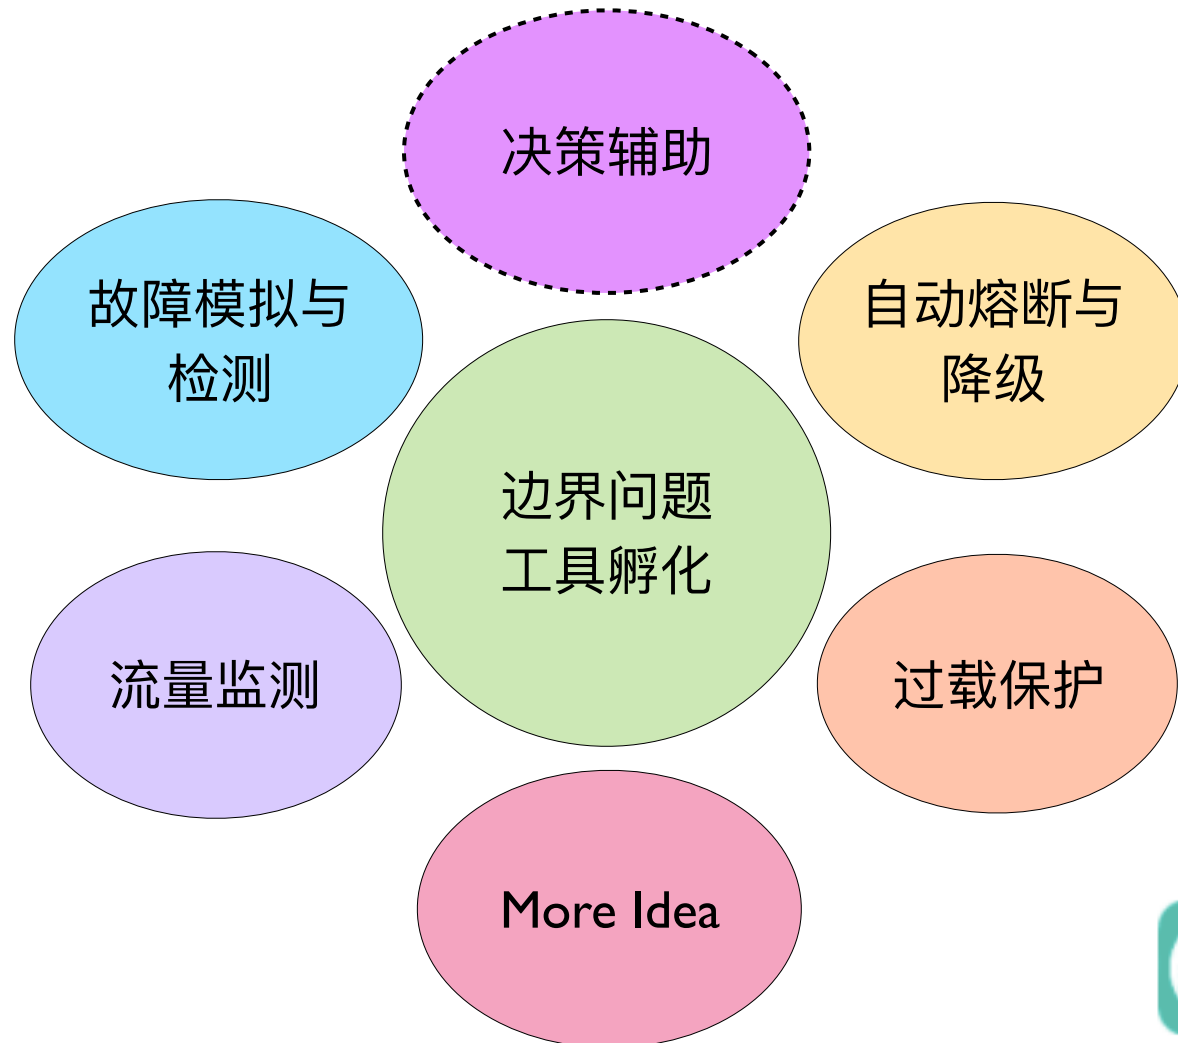 决策辅助
故障模拟与
检测
自动熔断与
降级
边界问题
工具孵化
流量监测
过载保护
More Idea